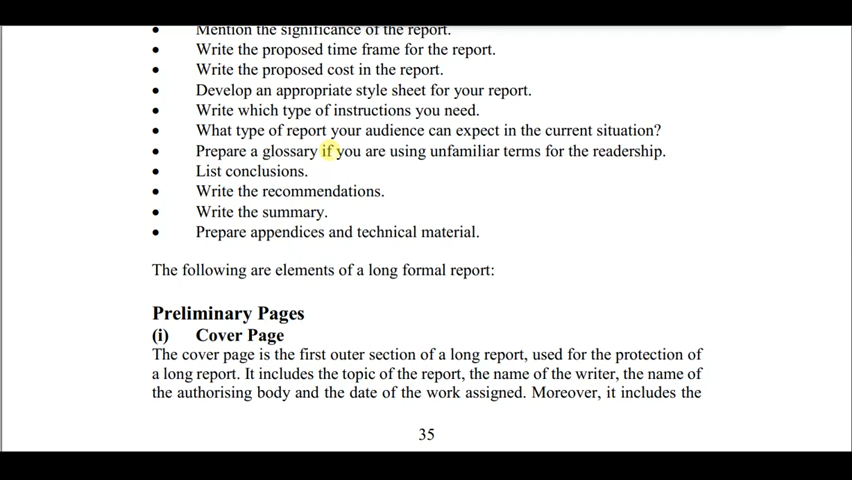 • Mention the significance of the report.
• Write the proposed time frame for the report.
• Write the proposed cost in the report.
• Develop an appropriate style sheet for your report.
• Write which type of instructions you need.
• What type of report your audience can expect in the current situation?
• Prepare a glossary if you are using unfamiliar terms for the readership.
• List conclusions.
• Write the recommendations.
• Write the summary.
• Prepare appendices and technical material.
The following are elements of a long formal report:
Preliminary Pages
(i) Cover Page
The cover page is the first outer section of a long report, used for the protection of
a long report. It includes the topic of the report, the name of the writer, the name of
the authorising body and the date of the work assigned. Moreover, it includes the
35